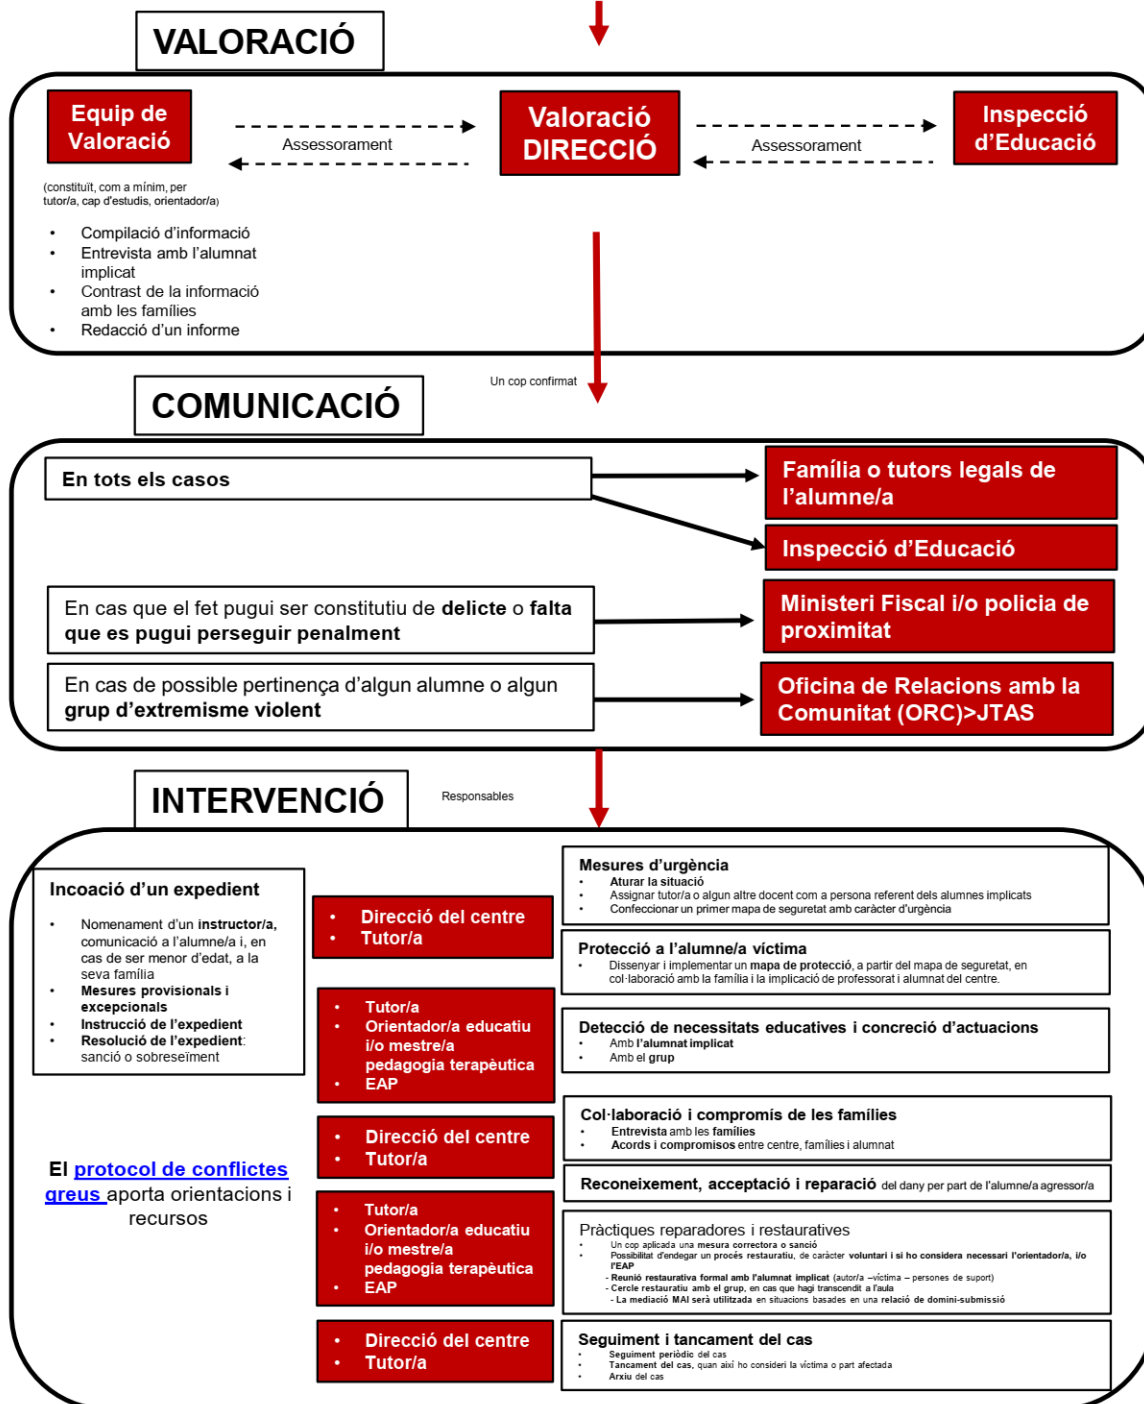 VALORACIÓ
Equip de
Valoració
Assessorament
Valoració
DIRECCIÓ
Assessorament
Inspecció
d’Educació
(constituït, com a mínim, per
tutor/a, cap d’estudis, orientador/a)
• Compilació d’informació
• Entrevista amb l’alumnat
implicat
• Contrast de la informació
amb les famílies
• Redacció d’un informe
Un cop confirmat
COMUNICACIÓ
En tots els casos
Família o tutors legals de
l’alumne/a
Inspecció d’Educació
En cas que el fet pugui ser constitutiu de delicte o falta
que es pugui perseguir penalment
Ministeri Fiscal i/o policia de
proximitat
En cas de possible pertinença d’algun alumne o algun
grup d’extremisme violent
Oficina de Relacions amb la
Comunitat (ORC)>JTAS
INTERVENCIÓ
Responsables
Incoació d’un expedient
• Nomenament d’un instructor/a,
comunicació a l’alumne/a i, en
cas de ser menor d’edat, a la
seva família
• Mesures provisionals i
excepcionals
• Instrucció de l’expedient
• Resolució de l’expedient:
sanció o sobreseïment
El protocol de conflictes
greus aporta orientacions i
recursos
• Direcció del centre
• Tutor/a
Mesures d’urgència
• Aturar la situació
• Assignar tutor/a o algun altre docent com a persona referent dels alumnes implicats
• Confeccionar un primer mapa de seguretat amb caràcter d’urgència
Protecció a l’alumne/a víctima
• Dissenyar i implementar un mapa de protecció, a partir del mapa de seguretat, en
col·laboració amb la família i la implicació de professorat i alumnat del centre.
• Tutor/a
• Orientador/a educatiu
i/o mestre/a
pedagogia terapèutica
• EAP
Detecció de necessitats educatives i concreció d’actuacions
• Amb l’alumnat implicat
• Amb el grup
• Direcció del centre
• Tutor/a
Col·laboració i compromís de les famílies
• Entrevista amb les famílies
• Acords i compromisos entre centre, famílies i alumnat
Reconeixement, acceptació i reparació del dany per part de l’alumne/a agressor/a
• Tutor/a
• Orientador/a educatiu
i/o mestre/a
pedagogia terapèutica
• EAP
Pràctiques reparadores i restauratives
• Un cop aplicada una mesura correctora o sanció
• Possibilitat d’endegar un procés restauratiu, de caràcter voluntari i si ho considera necessari l’orientador/a, i/o
l’EAP
- Reunió restaurativa formal amb l’alumnat implicat (autor/a –víctima – persones de suport)
- Cercle restauratiu amb el grup, en cas que hagi transcendit a l’aula
- La mediació MAI serà utilitzada en situacions basades en una relació de domini-submissió
• Direcció del centre
• Tutor/a
Seguiment i tancament del cas
• Seguiment periòdic del cas
• Tancament del cas, quan així ho consideri la víctima o part afectada
• Arxiu del cas